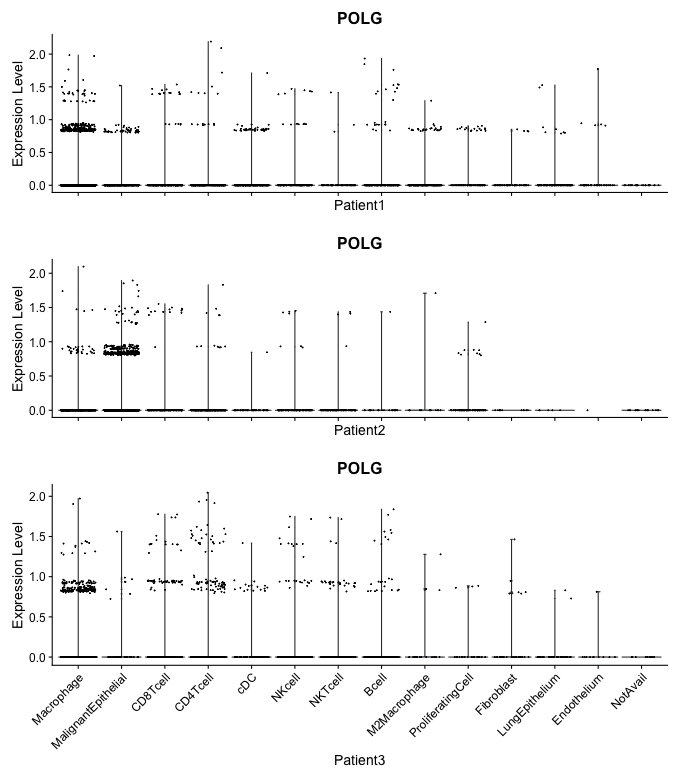 POLG
Expression Level
2.0
1.5
1.0
0.5
0.0
Patient1
POLG
Expression Level
2.0
1.5
1.0
0.5
0.0
Patient2
POLG
Expression Level
2.0
1.5
1.0
0.5
0.0
Macrophage
MalignantEpithelial
CD8Tcell
CD4Tcell
cDC
NKcell
NKTcell
Bcell
M2Macrophage
ProliferatingCell
Fibroblast
LungEpithelium
Endothelium
NotAvail
Patient3